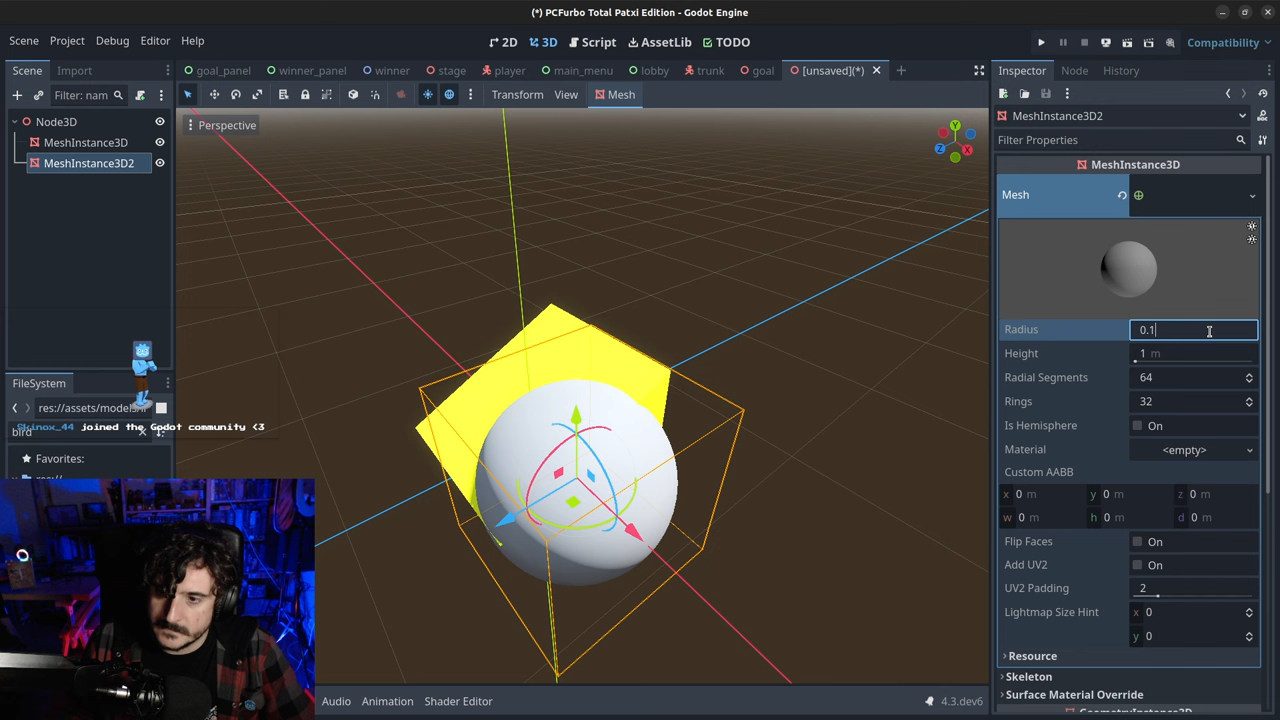 (*) PCFurbo Total Patxi Edition - Godot Engine
Scene Project Debug Editor Help
2D 3D Script AssetLib TODO
Compatibility
Scene Import
goal_panel winner_panel winner stage player main_menu lobby trunk goal [unsaved](*)
Inspector Node History
Filter: nam
Transform View Mesh
Node3D
MeshInstance3D
MeshInstance3D2
Perspective
Y
X
Z
MeshInstance3D2
Filter Properties
MeshInstance3D
Mesh
Radius 0.1
Height 1 m
Radial Segments 64
Rings 32
Is Hemisphere On
Material <empty>
Custom AABB
x 0 m y 0 m z 0 m
w 0 m h 0 m d 0 m
Flip Faces On
Add UV2 On
UV2 Padding 2
Lightmap Size Hint x 0
y 0
Resource
Skeleton
Surface Material Override
GeometryInstance3D
FileSystem
res://assets/models/
Skinox_44 joined the Godot community <3
bird
Favorites:
Audio Animation Shader Editor
4.3.dev6